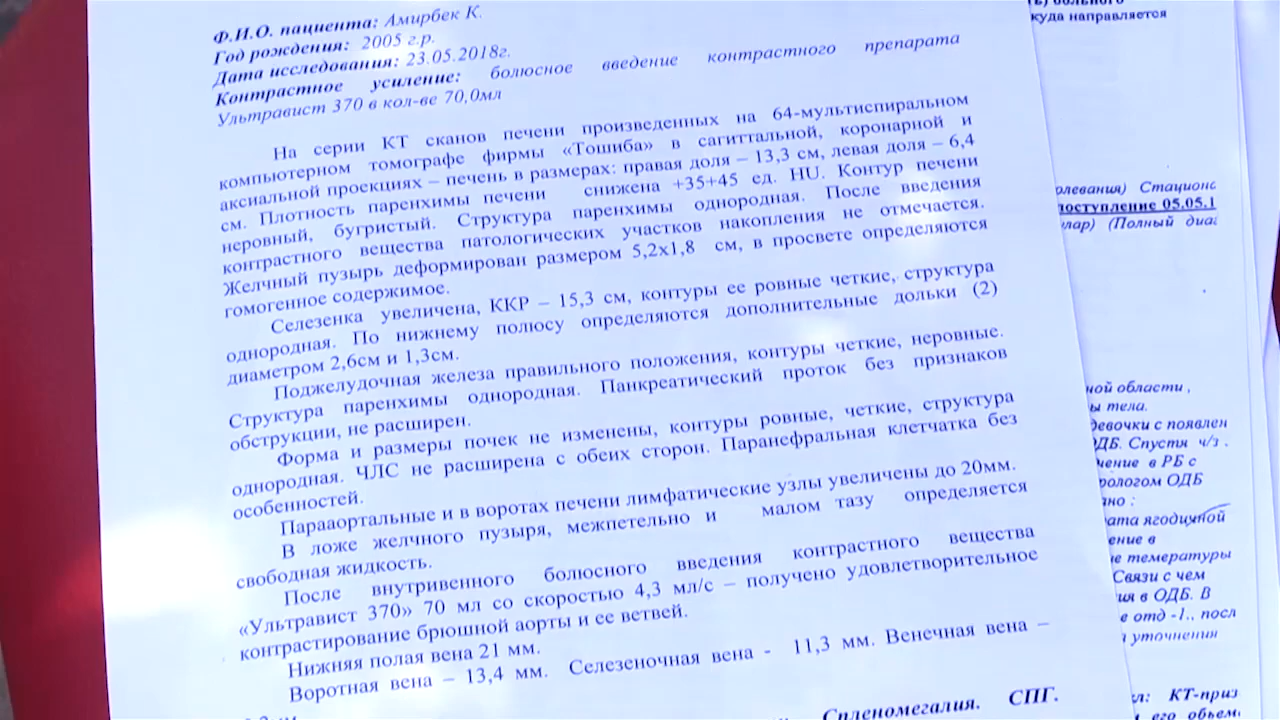 Ф.И.О. пациента: Амирбек К.
Год рождения: 2005 г.р.
Дата исследования: 23.05.2018г.
Контрастное усиление: болюсное введение контрастного препарата
Ультравист 370 в кол-ве 70,0мл
На серии КТ сканов печени произведенных на 64-мультиспиральном
компьютерном томографе фирмы «Тошиба» в сагиттальной, коронарной и
аксиальной проекциях – печень в размерах: правая доля – 13,3 см, левая доля – 6,4
см. Плотность паренхимы печени снижена +35+45 ед. HU. Контур печени
неровный, бугристый. Структура паренхимы однородная. После введения
контрастного вещества патологических участков накопления не отмечается.
Желчный пузырь деформирован размером 5,2х1,8 см, в просвете определяются
гомогенное содержимое.
Селезенка увеличена, ККР – 15,3 см, контуры ее ровные четкие, структура
однородная. По нижнему полюсу определяются дополнительные дольки (2)
диаметром 2,6см и 1,3см.
Поджелудочная железа правильного положения, контуры четкие, неровные.
Структура паренхимы однородная. Панкреатический проток без признаков
обструкции, не расширен.
Форма и размеры почек не изменены, контуры ровные, четкие, структура
однородная. ЧЛС не расширена с обеих сторон. Паранефральная клетчатка без
особенностей.
Парааортальные и в воротах печени лимфатические узлы увеличены до 20мм.
В ложе желчного пузыря, межпетельно и малом тазу определяется
свободная жидкость.
После внутривенного болюсного введения контрастного вещества
«Ультравист 370» 70 мл со скоростью 4,3 мл/с – получено удовлетворительное
контрастирование брюшной аорты и ее ветвей.
Нижняя полая вена 21 мм.
Воротная вена – 13,4 мм. Селезеночная вена - 11,3 мм. Венечная вена –
Спленомегалия. СПГ.
больного
куда направляется
олевания) Стационс
поступление 05.05.1
улар) (Полный диаг
ной области ,
ы тела.
девочки с появлен
ОДБ. Спустя ч/з .
чение в РБ с
рологом ОДБ
ано :
рата ягодичной
ение в
ие темературы
Связи с чем
ия в ОДБ. В
е отд -1., посл
я уточнения
ел: КТ-приз
его объем